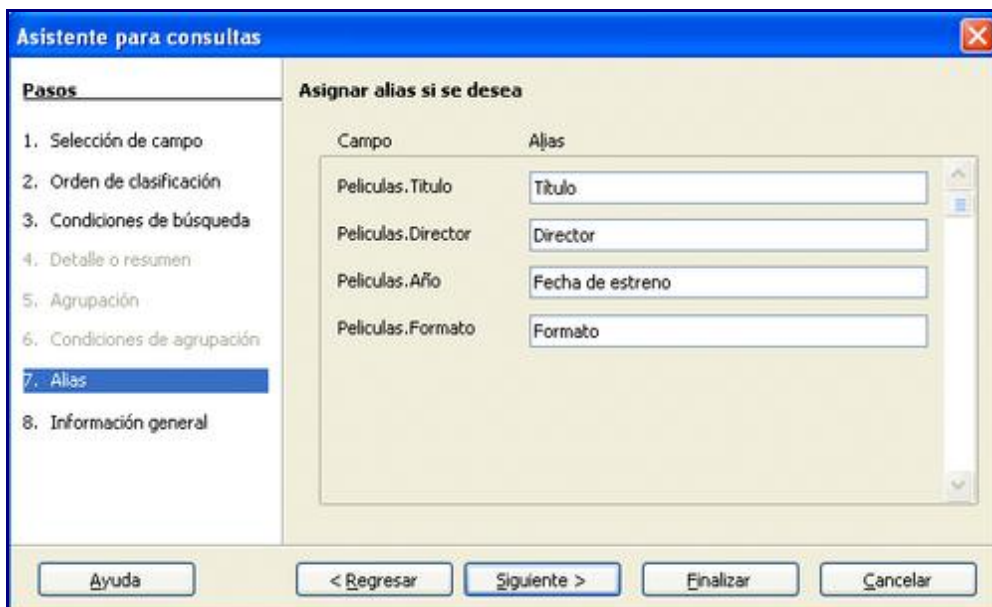 Asistente para consultas
Pasos
1. Selección de campo
2. Orden de clasificación
3. Condiciones de búsqueda
4. Detalle o resumen
5. Agrupación
6. Condiciones de agrupación
7. Alias
8. Información general
Asignar alias si se desea
Campo Alias
Peliculas.Titulo Título
Peliculas.Director Director
Peliculas.Año Fecha de estreno
Peliculas.Formato Formato
Ayuda < Regresar Siguiente > Finalizar Cancelar